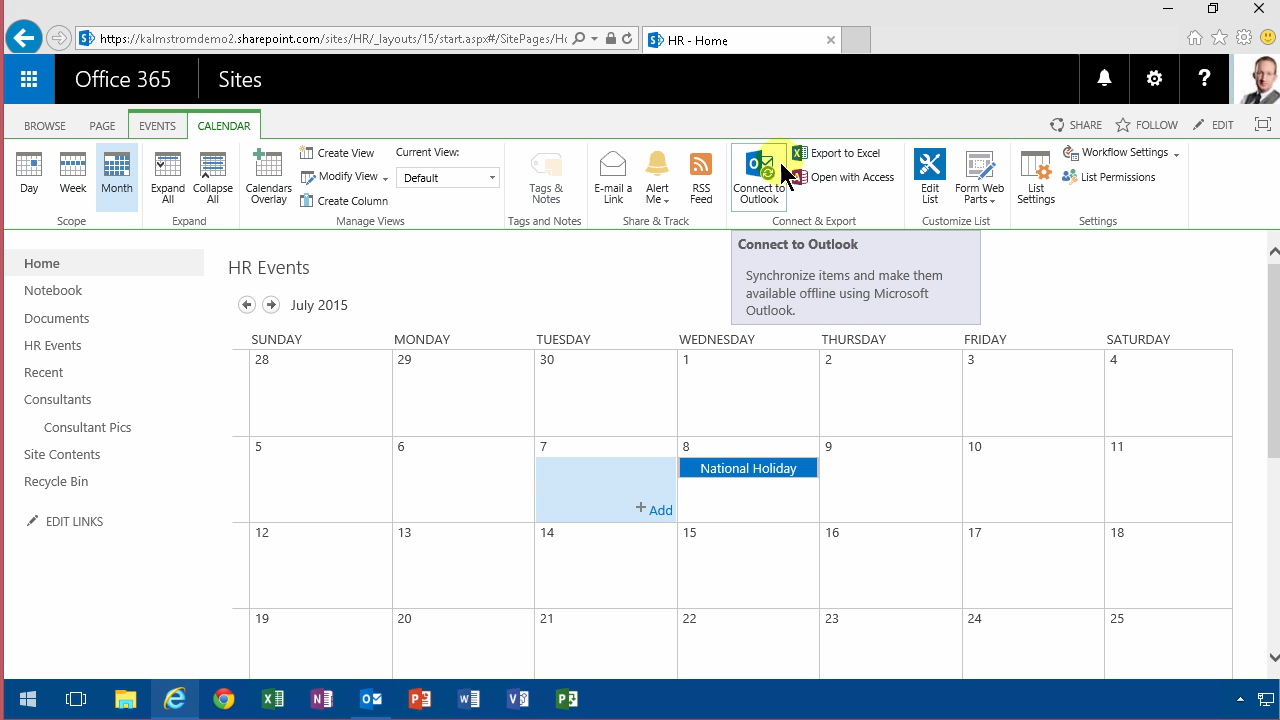 https://kalmstromdemo2.sharepoint.com/sites/HR/_layouts/15/start.aspx#/SitePages/Ho
HR - Home
Office 365
Sites
?
BROWSE PAGE EVENTS CALENDAR
SHARE FOLLOW EDIT
Day
Week
Month
Scope
Expand
All
Collapse
All
Expand
Calendars
Overlay
Create View
Modify View
Create Column
Current View:
Default
Manage Views
Tags &
Notes
Tags and Notes
E-mail a
Link
Alert
Me
RSS
Feed
Share & Track
Connect to
Outlook
Export to Excel
Open with Access
Connect & Export
Edit
List
Form Web
Parts
Customize List
List
Settings
Workflow Settings
List Permissions
Settings
Connect to Outlook
Synchronize items and make them
available offline using Microsoft
Outlook.
Home
Notebook
Documents
HR Events
Recent
Consultants
Consultant Pics
Site Contents
Recycle Bin
EDIT LINKS
HR Events
July 2015
SUNDAY MONDAY TUESDAY WEDNESDAY THURSDAY FRIDAY SATURDAY
28 29 30 1 2 3 4
5 6 7 8 9 10 11
National Holiday
Add
12 13 14 15 16 17 18
19 20 21 22 23 24 25